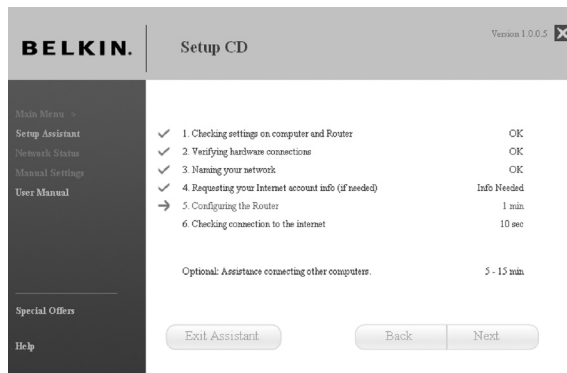 BELKIN.
Setup CD
Version 1.0.0.5
Main Menu >
Setup Assistant
Network Status
Manual Settings
User Manual
Special Offers
Help
1. Checking settings on computer and Router OK
2. Verifying hardware connections OK
3. Naming your network OK
4. Requesting your Internet account info (if needed) Info Needed
5. Configuring the Router 1 min
6. Checking connection to the internet 10 sec
Optional: Assistance connecting other computers. 5 - 15 min
Exit Assistant
Back
Next